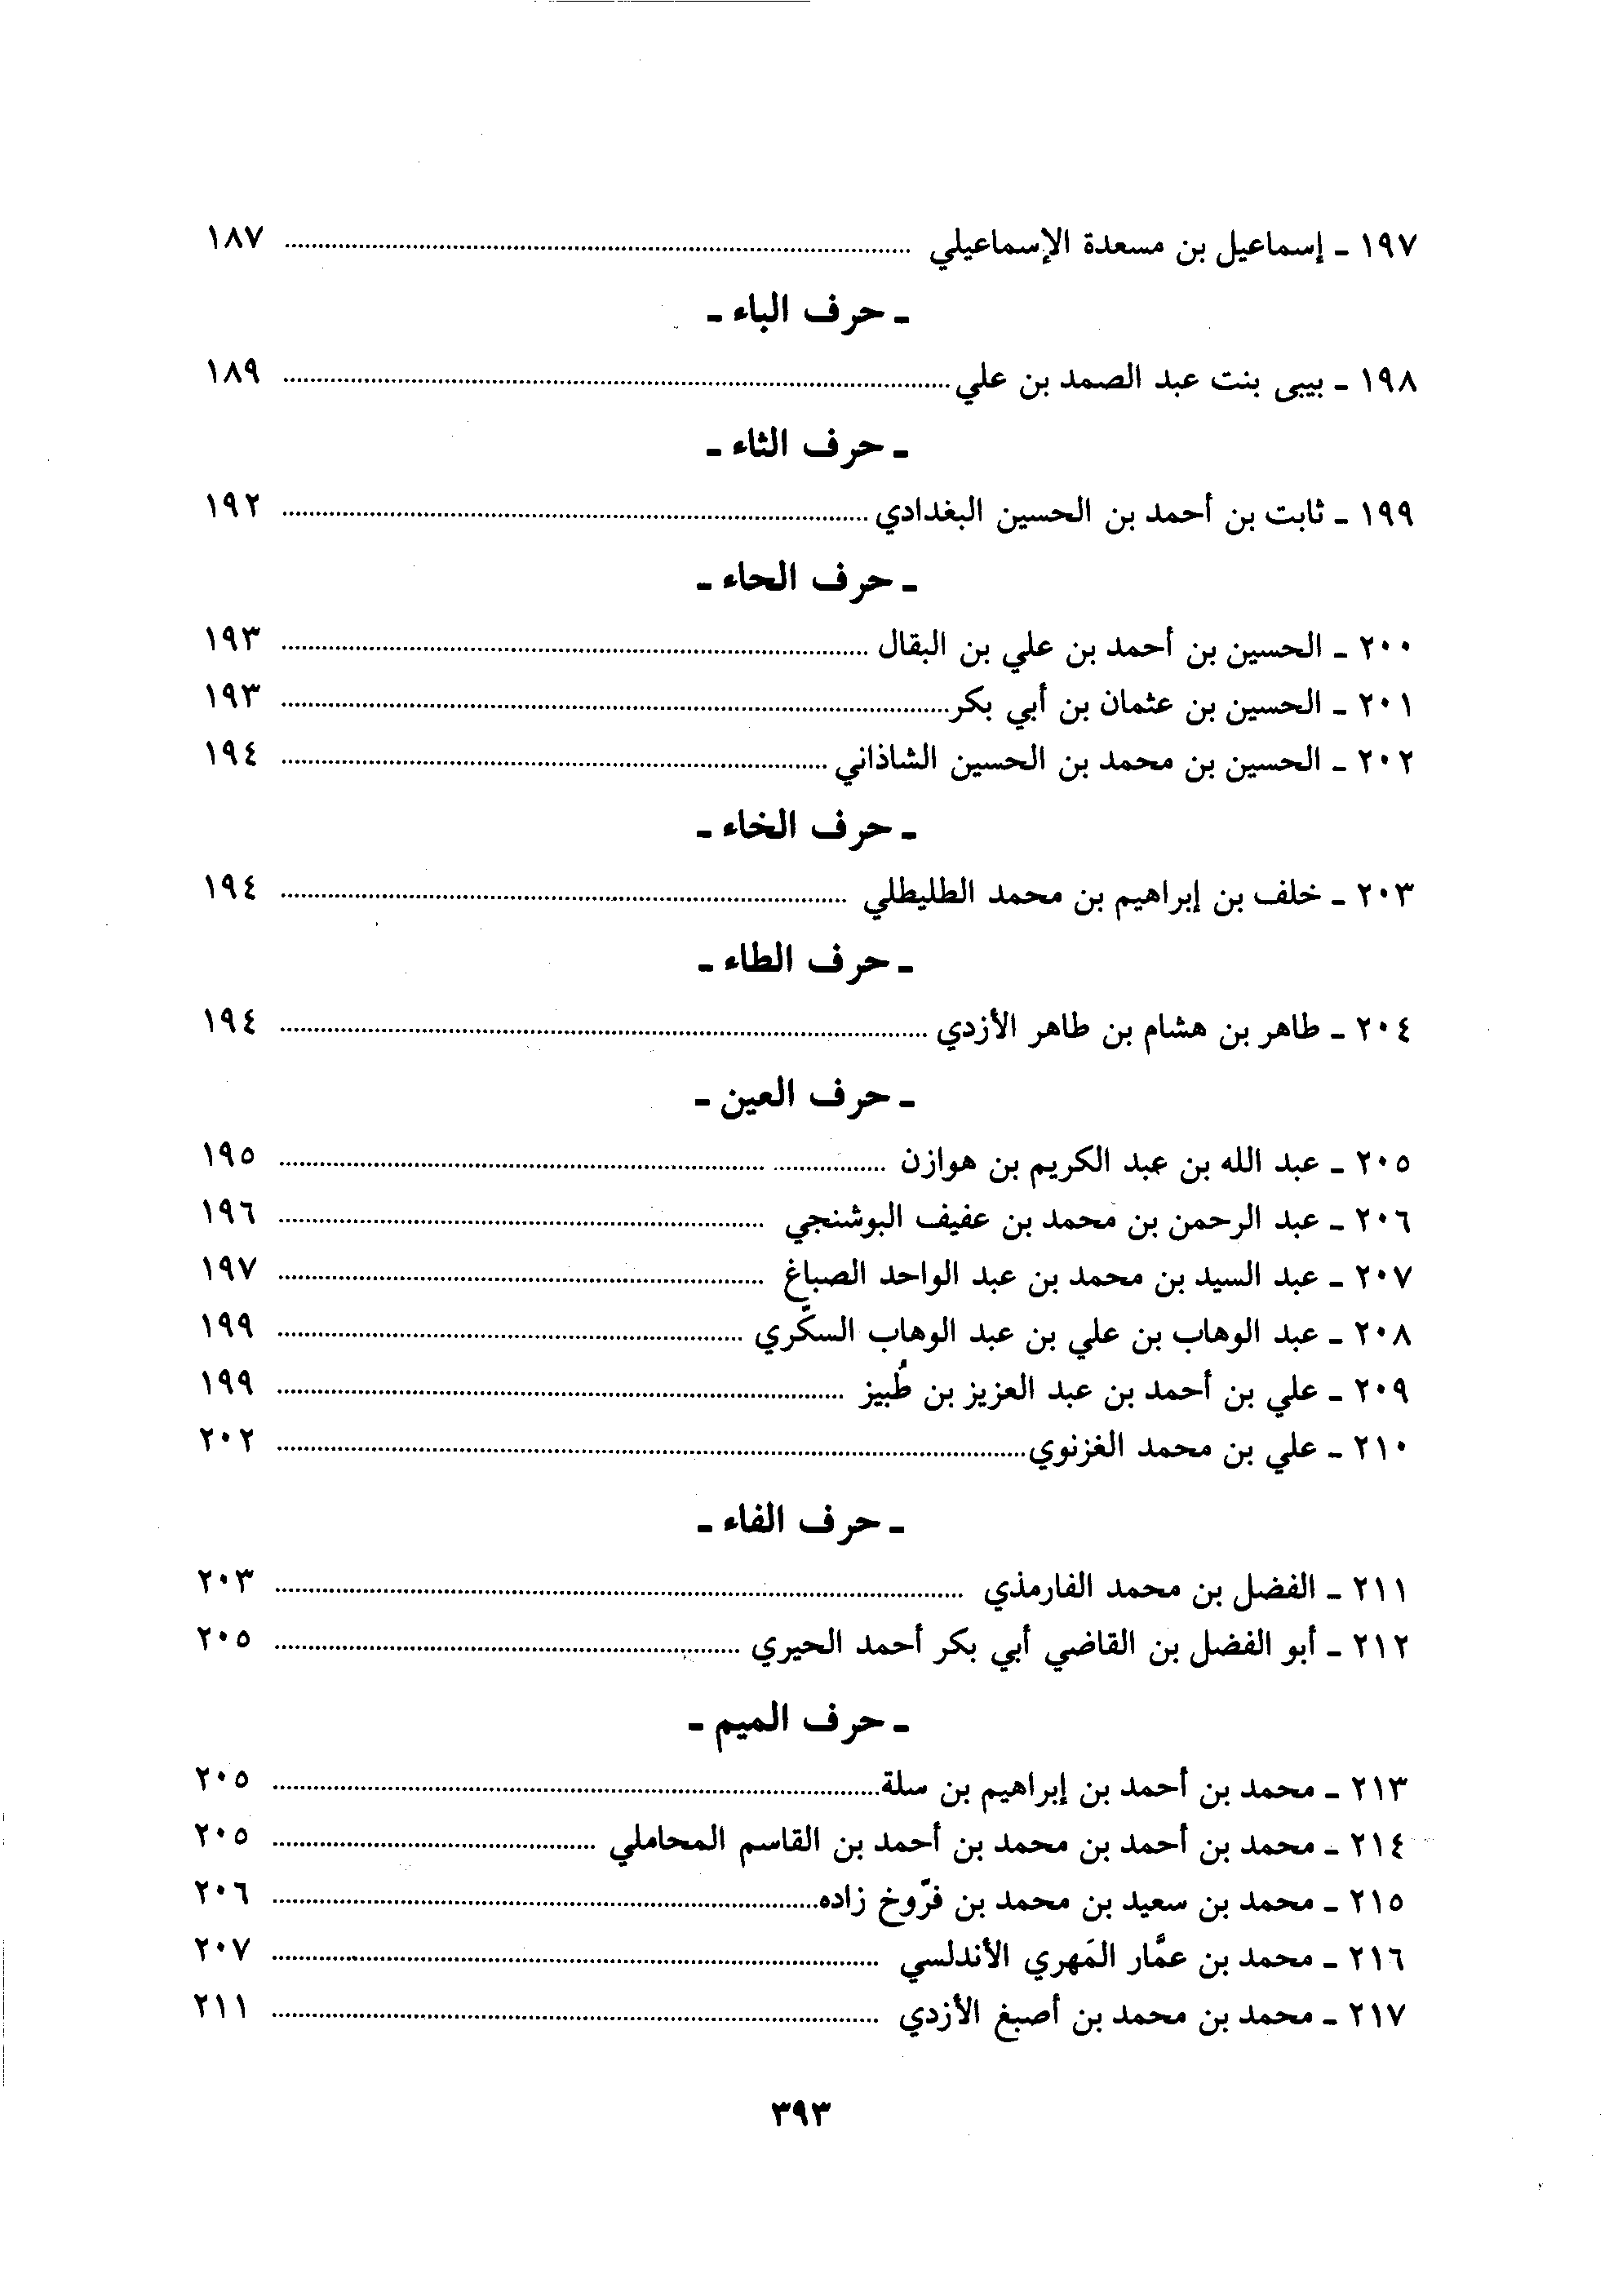 ١٩٧ ـ إسماعيل بن مسعدة الإسماعيلي ........ ١٨٧
ـ حرف الباء ـ
١٩٨ ـ بيبى بنت عبد الصمد بن علي ........ ١٨٩
ـ حرف الثاء ـ
١٩٩ ـ ثابت بن أحمد بن الحسين البغدادي ........ ١٩٢
ـ حرف الحاء ـ
٢٠٠ ـ الحسين بن أحمد بن علي بن البقال ........ ١٩٣
٢٠١ ـ الحسين بن عثمان بن أبي بكر ........ ١٩٣
٢٠٢ ـ الحسين بن محمد بن الحسين الشاذاني ........ ١٩٤
ـ حرف الخاء ـ
٢٠٣ ـ خلف بن إبراهيم بن محمد الطليطلي ........ ١٩٤
ـ حرف الطاء ـ
٢٠٤ ـ طاهر بن هشام بن طاهر الأزدي ........ ١٩٤
ـ حرف العين ـ
٢٠٥ ـ عبد الله بن عبد الكريم بن هوازن ........ ١٩٥
٢٠٦ ـ عبد الرحمن بن محمد بن عفيف البوشنجي ........ ١٩٦
٢٠٧ ـ عبد السيد بن محمد بن عبد الواحد الصباغ ........ ١٩٧
٢٠٨ ـ عبد الوهاب بن علي بن عبد الوهاب السكّري ........ ١٩٩
٢٠٩ ـ علي بن أحمد بن عبد العزيز بن طُبيز ........ ١٩٩
٢١٠ ـ علي بن محمد الغزنوي ........ ٢٠٢
ـ حرف الفاء ـ
٢١١ ـ الفضل بن محمد الفارمذي ........ ٢٠٣
٢١٢ ـ أبو الفضل بن القاضي أبي بكر أحمد الحيري ........ ٢٠٥
ـ حرف الميم ـ
٢١٣ ـ محمد بن أحمد بن إبراهيم بن سلة ........ ٢٠٥
٢١٤ ـ محمد بن أحمد بن محمد بن أحمد بن القاسم المحاملي ........ ٢٠٥
٢١٥ ـ محمد بن سعيد بن محمد بن فرّوخ زاده ........ ٢٠٦
٢١٦ ـ محمد بن عمَّار المَهري الأندلسي ........ ٢٠٧
٢١٧ ـ محمد بن محمد بن أصبغ الأزدي ........ ٢١١
٣٩٣